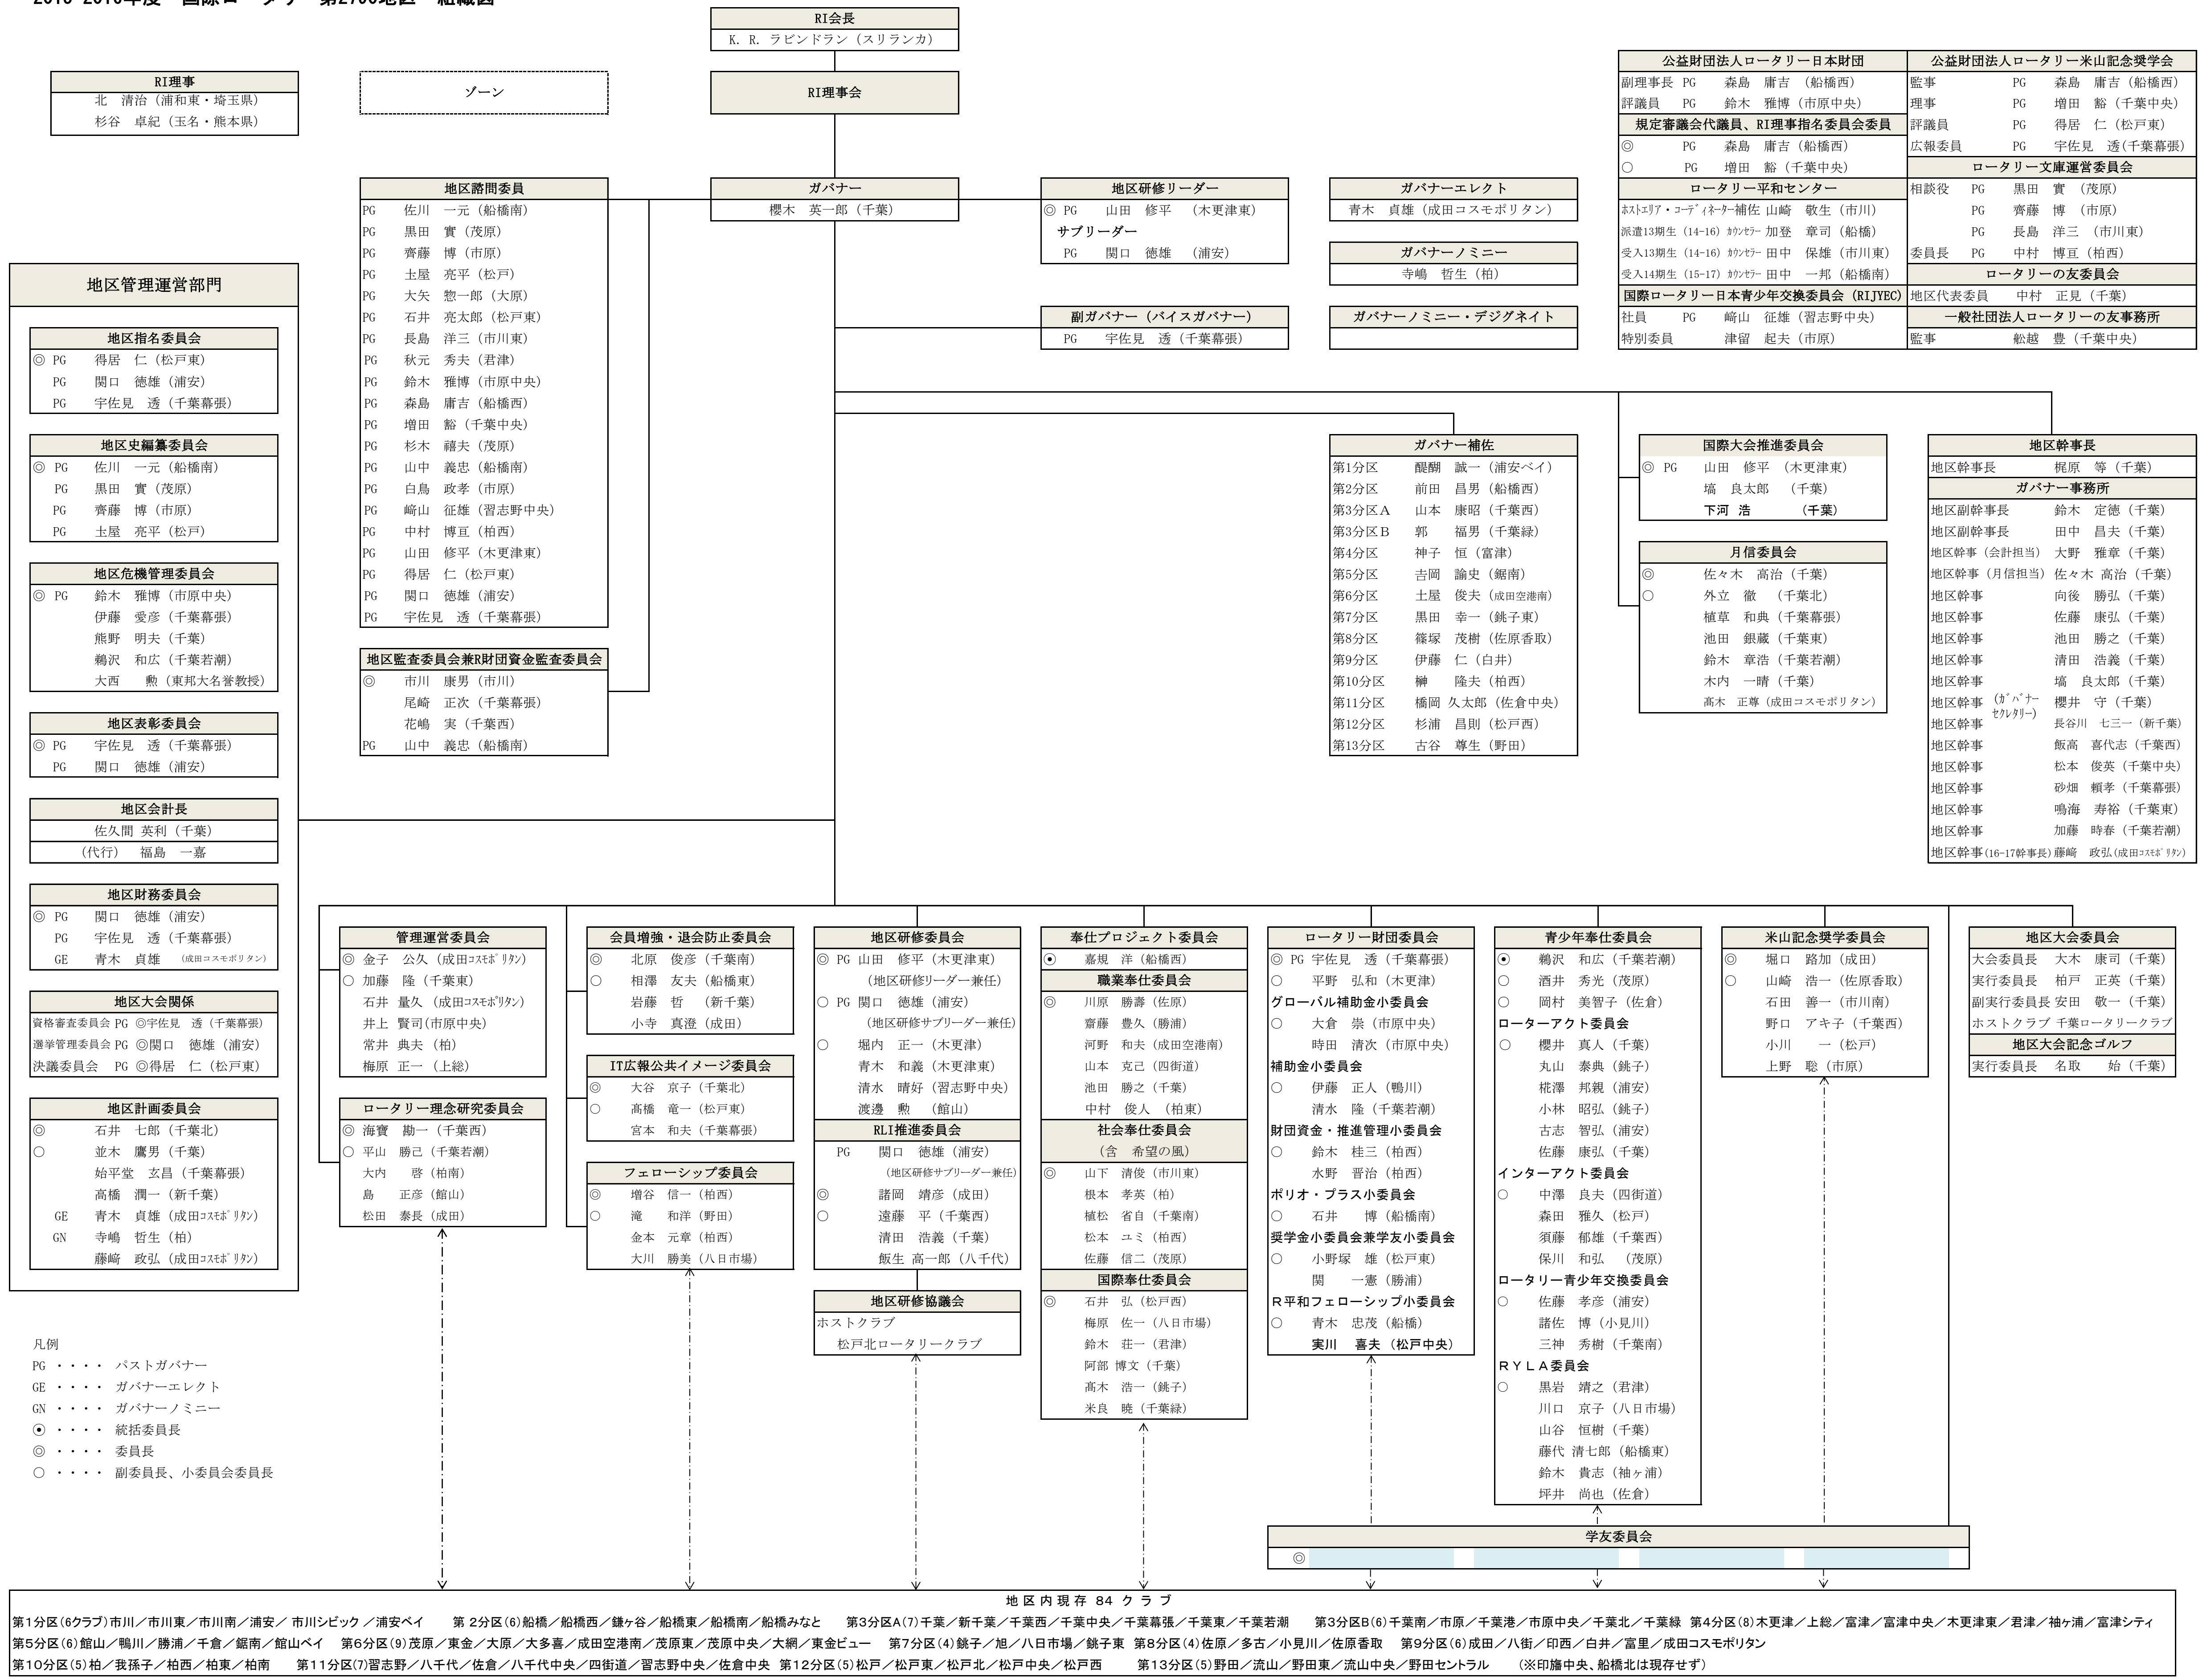 RI会長
K. R. ラビンドラン（スリランカ）
RI理事
北　清治（浦和東・埼玉県）
杉谷　卓紀（玉名・熊本県）
ゾーン
RI理事会
公益財団法人ロータリー日本財団
副理事長 PG 森島　庸吉 （船橋西）
評議員 PG 鈴木　雅博（市原中央）
規定審議会代議員、RI理事指名委員会委員
◎ PG 森島　庸吉（船橋西）
○ PG 増田　豁（千葉中央）
ロータリー平和センター
ホストエリア・コーディネーター補佐 山﨑　敬生（市川）
派遣13期生（14-16）カウンセラー 加登　章司（船橋）
受入13期生（14-16）カウンセラー 田中　保雄（市川東）
受入14期生（15-17）カウンセラー 田中　一邦（船橋南）
国際ロータリー日本青少年交換委員会（RIJYEC）
社員 PG 﨑山　征雄（習志野中央）
特別委員 津留　起夫（市原）
公益財団法人ロータリー米山記念奨学会
監事 PG 森島　庸吉（船橋西）
理事 PG 増田　豁（千葉中央）
評議員 PG 得居　仁（松戸東）
広報委員 PG 宇佐見　透（千葉幕張）
ロータリー文庫運営委員会
相談役 PG 黒田　實 （茂原）
PG 齊藤　博 （市原）
PG 長島　洋三 （市川東）
委員長 PG 中村　博亘（柏西）
ロータリーの友委員会
地区代表委員 中村　正見（千葉）
一般社団法人ロータリーの友事務所
監事 舩越　豊（千葉中央）
地区諮問委員
PG 佐川　一元（船橋南）
PG 黒田　實（茂原）
PG 齊藤　博（市原）
PG 土屋　亮平（松戸）
PG 大矢　惣一郎（大原）
PG 石井　亮太郎（松戸東）
PG 長島　洋三（市川東）
PG 秋元　秀夫（君津）
PG 鈴木　雅博（市原中央）
PG 森島　庸吉（船橋西）
PG 増田　豁（千葉中央）
PG 杉木　禧夫（茂原）
PG 山中　義忠（船橋南）
PG 白鳥　政孝（市原）
PG 﨑山　征雄（習志野中央）
PG 中村　博亘（柏西）
PG 山田　修平（木更津東）
PG 得居　仁（松戸東）
PG 関口　徳雄（浦安）
PG 宇佐見　透（千葉幕張）
地区監査委員会兼R財団資金監査委員会
◎ 市川　康男（市川）
尾崎　正次（千葉幕張）
花嶋　実（千葉西）
PG 山中　義忠（船橋南）
ガバナー
櫻木　英一郎（千葉）
地区研修リーダー
◎ PG 山田　修平 （木更津東）
サブリーダー
PG 関口　徳雄 （浦安）
副ガバナー（バイスガバナー）
PG 宇佐見　透（千葉幕張）
ガバナーエレクト
青木　貞雄（成田コスモポリタン）
ガバナーノミニー
寺嶋　哲生（柏）
ガバナーノミニー・デジグネイト
地区管理運営部門
地区指名委員会
◎ PG 得居　仁（松戸東）
PG 関口　徳雄（浦安）
PG 宇佐見　透（千葉幕張）
地区史編纂委員会
◎ PG 佐川　一元（船橋南）
PG 黒田　實（茂原）
PG 齊藤　博（市原）
PG 土屋　亮平（松戸）
地区危機管理委員会
◎ PG 鈴木　雅博（市原中央）
伊藤　愛彦（千葉幕張）
熊野　明夫（千葉）
鵜沢　和広（千葉若潮）
大西　勲（東邦大名誉教授）
地区表彰委員会
◎ PG 宇佐見　透（千葉幕張）
PG 関口　徳雄（浦安）
地区会計長
佐久間 英利（千葉）
（代行）　福島　一嘉
地区財務委員会
◎ PG 関口　徳雄（浦安）
PG 宇佐見　透（千葉幕張）
GE 青木　貞雄 （成田コスモポリタン）
地区大会関係
資格審査委員会 PG ◎宇佐見　透（千葉幕張）
選挙管理委員会 PG ◎関口　徳雄（浦安）
決議委員会 PG ◎得居　仁（松戸東）
地区計画委員会
◎ 石井　七郎（千葉北）
○ 並木　鷹男（千葉）
始平堂　玄昌（千葉幕張）
高橋　潤一（新千葉）
GE 青木　貞雄（成田コスモポリタン）
GN 寺嶋　哲生（柏）
藤﨑　政弘（成田コスモポリタン）
ガバナー補佐
第1分区 醍醐　誠一（浦安ベイ）
第2分区 前田　昌男（船橋西）
第3分区A 山本　康昭（千葉西）
第3分区B 郭　福男（千葉緑）
第4分区 神子　恒（富津）
第5分区 吉岡　諭史（鋸南）
第6分区 土屋　俊夫（成田空港南）
第7分区 黒田　幸一（銚子東）
第8分区 篠塚　茂樹（佐原香取）
第9分区 伊藤　仁（白井）
第10分区 榊　隆夫（柏西）
第11分区 橋岡 久太郎（佐倉中央）
第12分区 杉浦　昌則（松戸西）
第13分区 古谷　尊生（野田）
国際大会推進委員会
◎ PG 山田　修平 （木更津東）
塙　良太郎 （千葉）
下河 浩 （千葉）
月信委員会
◎ 佐々木　高治（千葉）
○ 外立　徹 （千葉北）
植草　和典（千葉幕張）
池田　銀蔵（千葉東）
鈴木　章浩（千葉若潮）
木内　一晴（千葉）
髙木　正尊（成田コスモポリタン）
地区幹事長
地区幹事長 梶原　等（千葉）
ガバナー事務所
地区副幹事長 鈴木　定徳（千葉）
地区副幹事長 田中　昌夫（千葉）
地区幹事（会計担当） 大野　雅章（千葉）
地区幹事（月信担当） 佐々木 高治（千葉）
地区幹事 向後　勝弘（千葉）
地区幹事 佐藤　康弘（千葉）
地区幹事 池田　勝之（千葉）
地区幹事 清田　浩義（千葉）
地区幹事 塙　良太郎（千葉）
地区幹事 （ガバナーセクレタリー） 櫻井　守（千葉）
地区幹事 長谷川　七三一（新千葉）
地区幹事 飯高　喜代志（千葉西）
地区幹事 松本　俊英（千葉中央）
地区幹事 砂畑　頼孝（千葉幕張）
地区幹事 鳴海　寿裕（千葉東）
地区幹事 加藤　時春（千葉若潮）
地区幹事(16-17幹事長) 藤﨑　政弘(成田コスモポリタン)
管理運営委員会
◎ 金子　公久（成田コスモポリタン）
○ 加藤　隆（千葉東）
石井 量久（成田コスモポリタン）
井上 賢司(市原中央)
常井 典夫（柏）
梅原 正一（上総）
ロータリー理念研究委員会
◎ 海寶　勘一（千葉西）
○ 平山　勝己（千葉若潮）
大内　啓（柏南）
島　正彦（館山）
松田　泰長（成田）
会員増強・退会防止委員会
◎ 北原　俊彦（千葉南）
○ 相澤　友夫（船橋東）
岩藤　哲 （新千葉）
小寺　真澄（成田）
IT広報公共イメージ委員会
◎ 大谷　京子（千葉北）
○ 髙橋　竜一（松戸東）
宮本　和夫（千葉幕張）
フェローシップ委員会
◎ 増谷　信一（柏西）
○ 滝　和洋（野田）
金本　元章（柏西）
大川　勝美（八日市場）
地区研修委員会
◎ PG 山田　修平（木更津東）
（地区研修リーダー兼任）
○ PG 関口　徳雄（浦安）
（地区研修サブリーダー兼任）
○ 堀内　正一（木更津）
青木　和義（木更津東）
清水　晴好（習志野中央）
渡邊　勲 （館山）
RLI推進委員会
PG 関口　徳雄（浦安）
（地区研修サブリーダー兼任）
◎ 諸岡　靖彦（成田）
○ 遠藤　平（千葉西）
清田　浩義（千葉）
飯生 高一郎（八千代）
地区研修協議会
ホストクラブ
松戸北ロータリークラブ
奉仕プロジェクト委員会
⦿ 嘉規　洋（船橋西）
職業奉仕委員会
◎ 川原　勝壽（佐原）
齋藤　豊久（勝浦）
河野　和夫（成田空港南）
山本　克己（四街道）
池田　勝之（千葉）
中村　俊人 （柏東）
社会奉仕委員会
（含　希望の風）
◎ 山下　清俊（市川東）
根本　孝英（柏）
植松　省自（千葉南）
松本　ユミ（柏西）
佐藤　信二（茂原）
国際奉仕委員会
◎ 石井　弘（松戸西）
梅原　佐一（八日市場）
鈴木　荘一（君津）
阿部 博文（千葉）
髙木　浩一（銚子）
米良　暁（千葉緑）
ロータリー財団委員会
◎ PG 宇佐見　透（千葉幕張）
○ 平野　弘和（木更津）
グローバル補助金小委員会
○ 大倉　崇（市原中央）
時田　清次（市原中央）
補助金小委員会
○ 伊藤　正人（鴨川）
清水　隆（千葉若潮）
財団資金・推進管理小委員会
○ 鈴木　桂三（柏西）
水野　晋治（柏西）
ポリオ・プラス小委員会
○ 石井　博（船橋南）
奨学金小委員会兼学友小委員会
○ 小野塚　雄（松戸東）
関　一憲（勝浦）
R平和フェローシップ小委員会
○ 青木　忠茂（船橋）
実川　喜夫（松戸中央）
青少年奉仕委員会
⦿ 鵜沢　和広（千葉若潮）
○ 酒井　秀光（茂原）
○ 岡村　美智子（佐倉）
ローターアクト委員会
○ 櫻井　真人（千葉）
丸山　泰典（銚子）
椛澤　邦親（浦安）
小林　昭弘（銚子）
古志　智弘（浦安）
佐藤　康弘（千葉）
インターアクト委員会
○ 中澤　良夫（四街道）
森田　雅久（松戸）
須藤　郁雄（千葉西）
保川　和弘 （茂原）
ロータリー青少年交換委員会
○ 佐藤　孝彦（浦安）
諸佐　博（小見川）
三神　秀樹（千葉南）
RYLA委員会
○ 黒岩　靖之（君津）
川口　京子（八日市場）
山谷　恒樹（千葉）
藤代 清七郎（船橋東）
鈴木　貴志（袖ヶ浦）
坪井　尚也（佐倉）
米山記念奨学委員会
◎ 堀口　路加（成田）
○ 山崎　浩一（佐原香取）
石田　善一（市川南）
野口　アキ子（千葉西）
小川　一（松戸）
上野　聡（市原）
地区大会委員会
大会委員長 大木　康司（千葉）
実行委員長 柏戸　正英（千葉）
副実行委員長 安田　敬一（千葉）
ホストクラブ 千葉ロータリークラブ
地区大会記念ゴルフ
実行委員長 名取　始（千葉）
学友委員会
◎
凡例
PG ・・・・ パストガバナー
GE ・・・・ ガバナーエレクト
GN ・・・・ ガバナーノミニー
⦿ ・・・・ 統括委員長
◎ ・・・・ 委員長
○ ・・・・ 副委員長、小委員会委員長
地区内現存 84 クラブ
第1分区(6クラブ)市川／市川東／市川南／浦安／ 市川シビック ／浦安ベイ　第 2分区(6)船橋／船橋西／鎌ヶ谷／船橋東／船橋南／船橋みなと　第3分区A(7)千葉／新千葉／千葉西／千葉中央／千葉幕張／千葉東／千葉若潮　第3分区B(6)千葉南／市原／千葉港／市原中央／千葉北／千葉緑　第4分区(8)木更津／上総／富津／富津中央／木更津東／君津／袖ヶ浦／富津シティ
第5分区(6)館山／鴨川／勝浦／千倉／鋸南／館山ベイ　第6分区(9)茂原／東金／大原／大多喜／成田空港南／茂原東／茂原中央／大網／東金ビュー　第7分区(4)銚子／旭／八日市場／銚子東　第8分区(4)佐原／多古／小見川／佐原香取　第9分区(6)成田／八街／印西／白井／富里／成田コスモポリタン
第10分区(5)柏／我孫子／柏西／柏東／柏南　第11分区(7)習志野／八千代／佐倉／八千代中央／四街道／習志野中央／佐倉中央　第12分区(5)松戸／松戸東／松戸北／松戸中央／松戸西　第13分区(5)野田／流山／野田東／流山中央／野田セントラル　（※印旛中央、船橋北は現存せず）